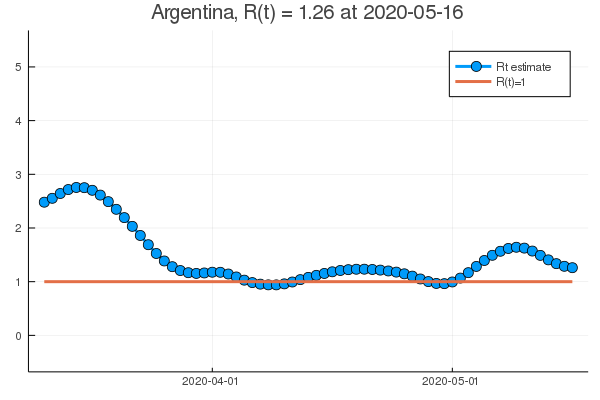 Argentina, R(t) = 1.26 at 2020-05-16
5
4
3
2
1
0
Rt estimate
R(t)=1
2020-04-01
2020-05-01